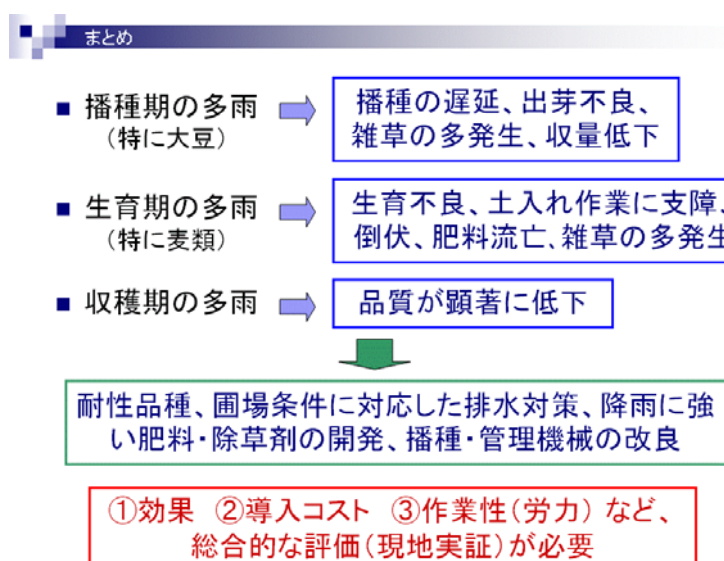 まとめ
■ 播種期の多雨
(特に大豆)
播種の遅延、出芽不良、
雑草の多発生、収量低下
■ 生育期の多雨
(特に麦類)
生育不良、土入れ作業に支障、
倒伏、肥料流亡、雑草の多発生
■ 収穫期の多雨
品質が顕著に低下
耐性品種、圃場条件に対応した排水対策、降雨に強
い肥料・除草剤の開発、播種・管理機械の改良
①効果 ②導入コスト ③作業性(労力) など、
総合的な評価(現地実証)が必要